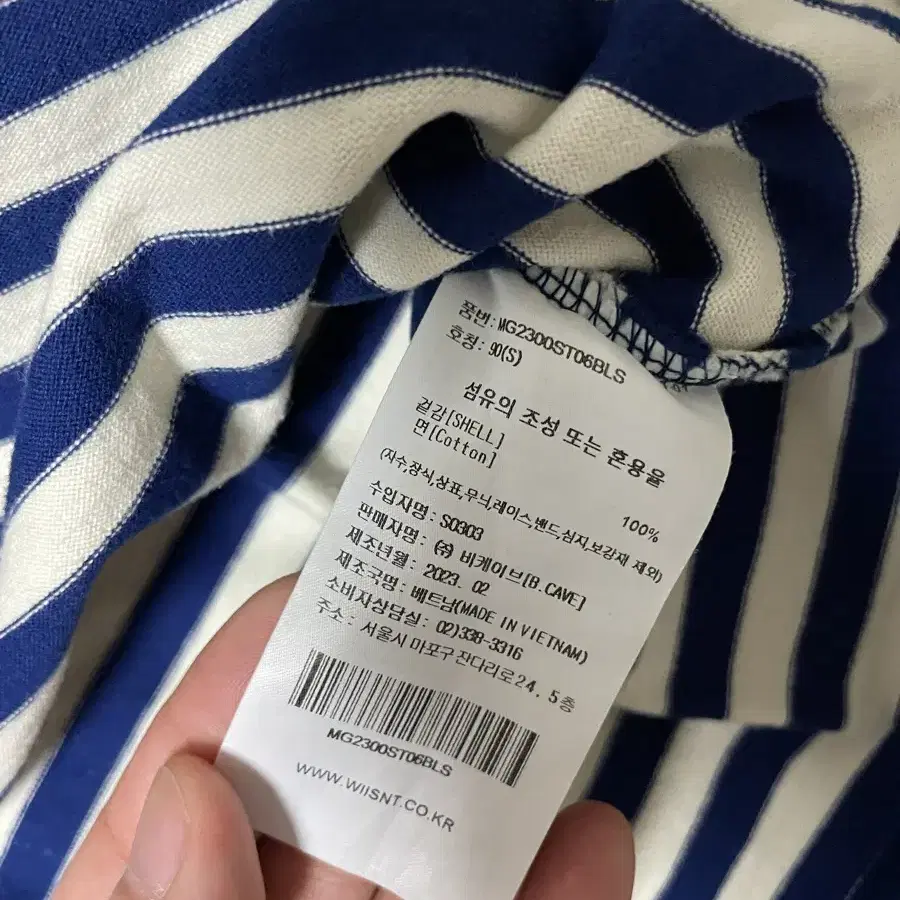 품번:MG2300ST06BLS
호칭: 90(S)
섬유의 조성 또는 혼용율
겉감[SHELL]
면[Cotton] 100%
(자수,장식,상표,무늬,레이스,밴드,심지,보강재 제외)
수입자명: S0303
판매자명: ㈜ 비케이브[B.CAVE]
제조년월: 2023. 02
제조국명: 베트남(MADE IN VIETNAM)
소비자상담실: 02)338-3316
주소: 서울시 마포구 잔다리로24. 5층
MG2300ST06BLS
WWW.WIISNT.CO.KR